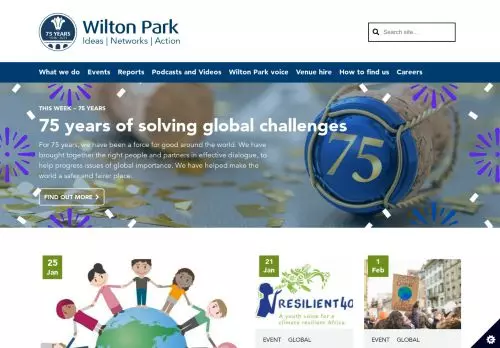 75 YEARS
Wilton Park
Ideas | Networks | Action
Search site...
What we do Events Reports Podcasts and Videos Wilton Park voice Venue hire How to find us Careers
THIS WEEK – 75 YEARS
75 years of solving global challenges
For 75 years, we have been a force for good around the world. We have
brought together the right people and partners in effective dialogue, to
help progress issues of global importance. We have helped make the
world a safer and fairer place.
FIND OUT MORE
75
25
Jan
21
Jan
RESILIENT40
A youth voice for a
climate resilient Africa
EVENT GLOBAL
1
Feb
EVENT GLOBAL